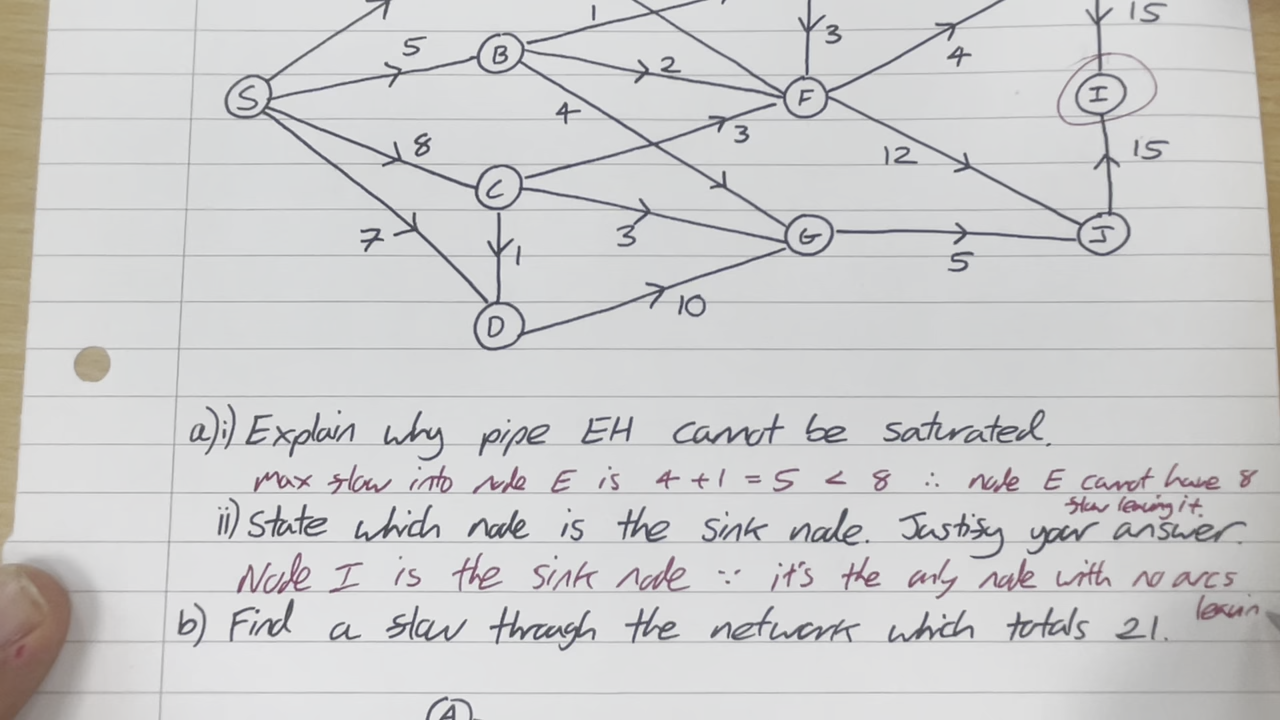 1
15
3
4
5
B
2
S
F
I
4
3
12
15
8
C
3
G
J
7
1
5
D
10
a)i) Explain why pipe EH cannot be saturated.
max flow into node E is 4 + 1 = 5 < 8 ∴ node E cannot have 8
flow leaving it.
ii) State which node is the sink node. Justify your answer.
Node I is the sink node ∵ it's the only node with no arcs
leavin
b) Find a flow through the network which totals 21.
A